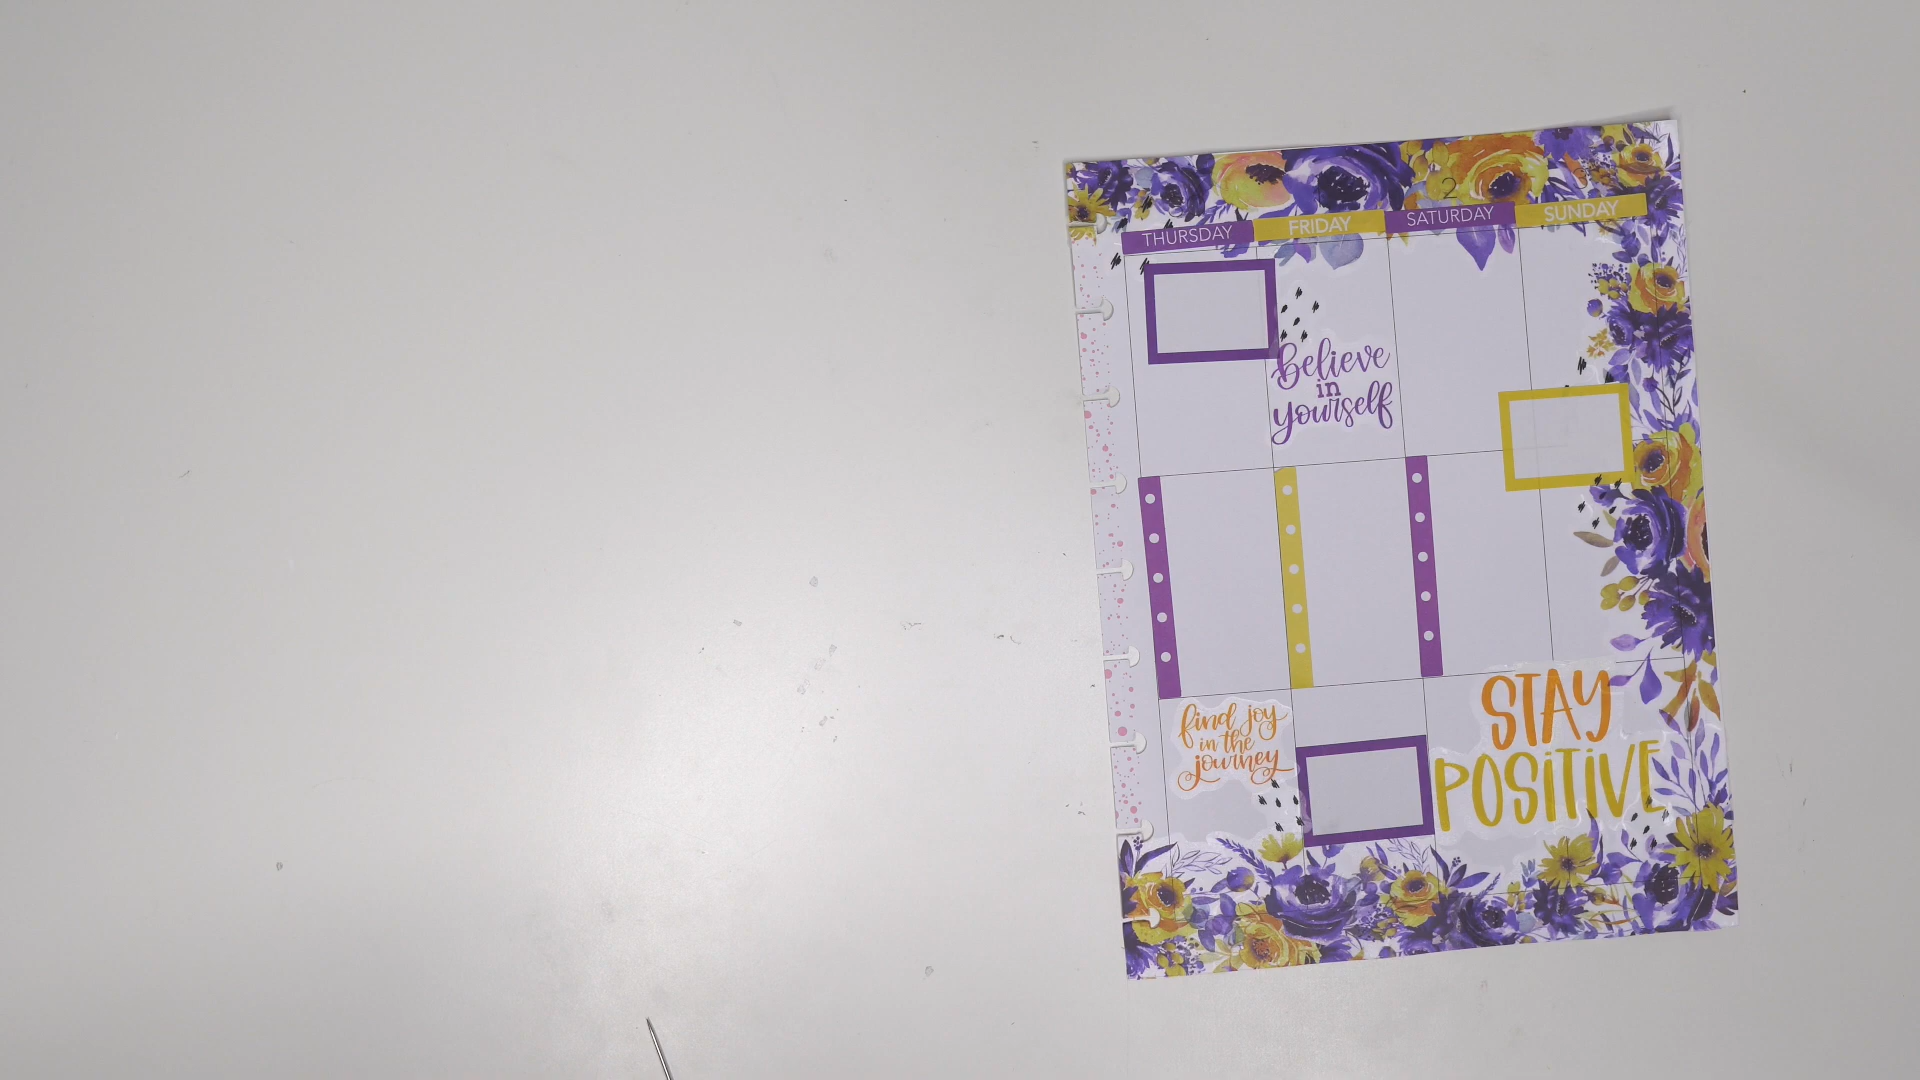 2
THURSDAY FRIDAY SATURDAY SUNDAY
believe
in
yourself
find joy
in the
journey
STAY
POSiTiVE